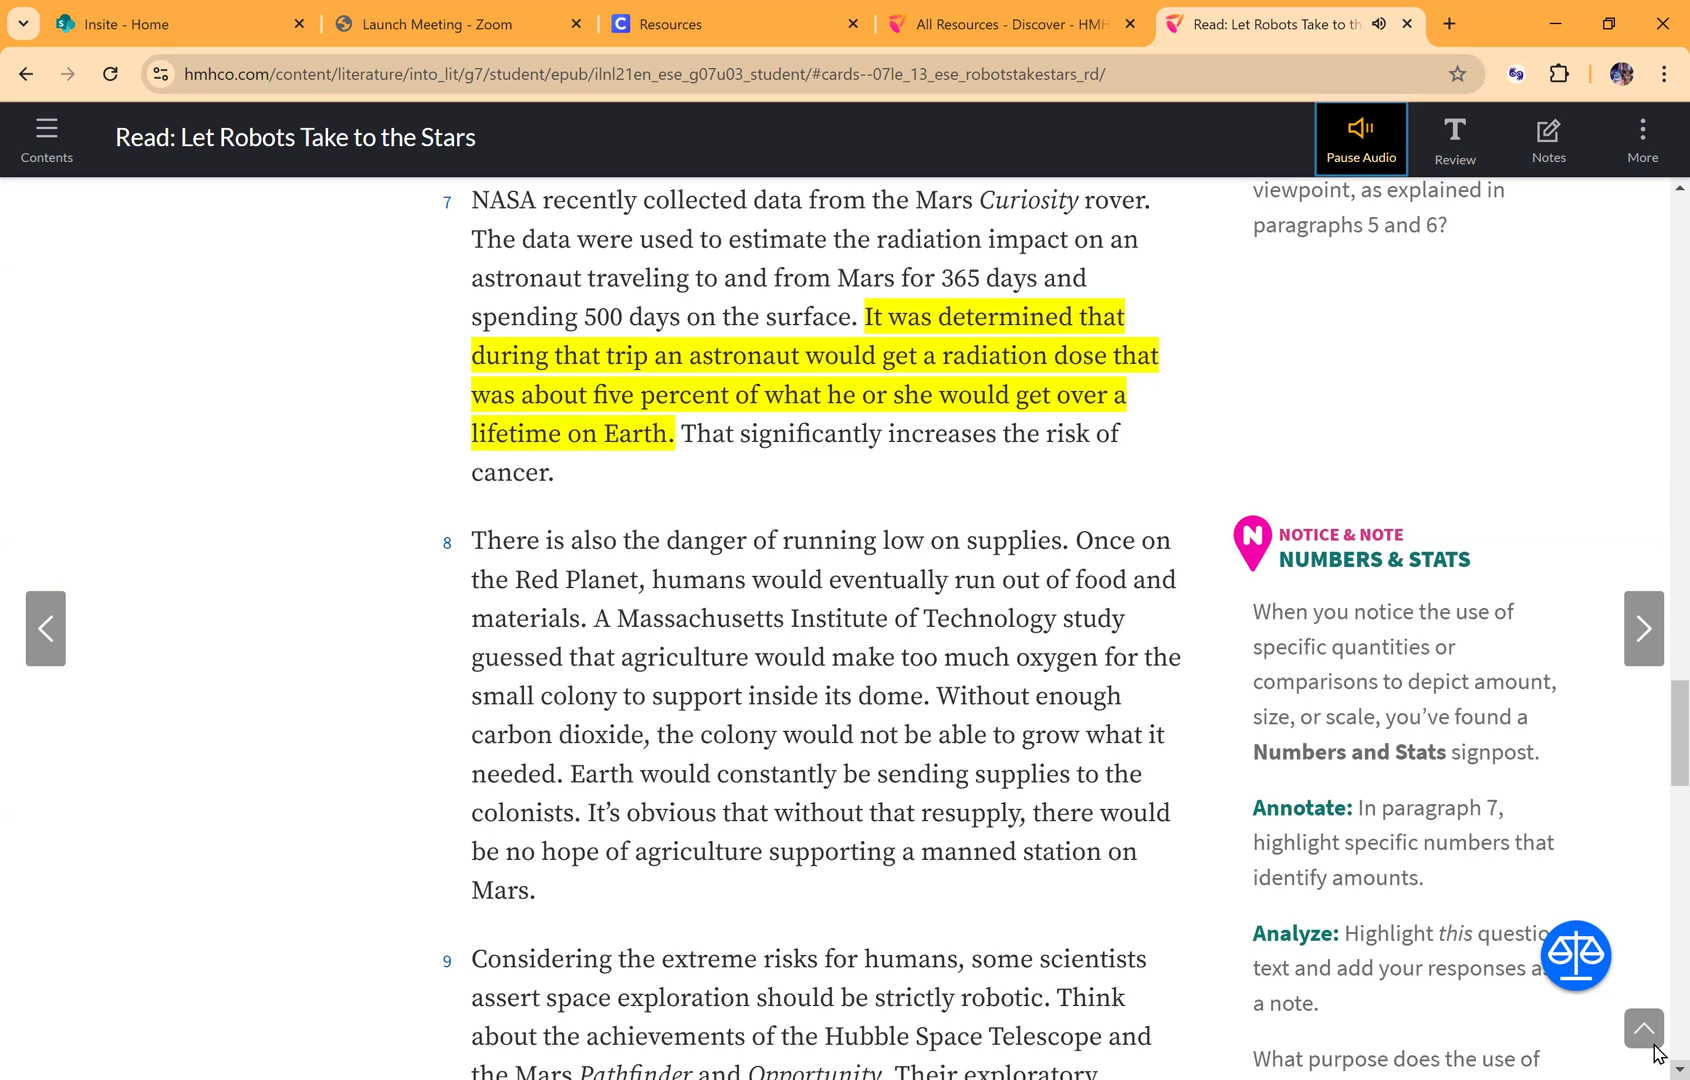 Insite - Home
Launch Meeting - Zoom
Resources
All Resources - Discover - HMH
Read: Let Robots Take to th
hmhco.com/content/literature/into_lit/g7/student/epub/ilnl21en_ese_g07u03_student/#cards--07le_13_ese_robotstakestars_rd/
Contents
Read: Let Robots Take to the Stars
Pause Audio
Review
Notes
More
7 NASA recently collected data from the Mars Curiosity rover.
The data were used to estimate the radiation impact on an
astronaut traveling to and from Mars for 365 days and
spending 500 days on the surface. It was determined that
during that trip an astronaut would get a radiation dose that
was about five percent of what he or she would get over a
lifetime on Earth. That significantly increases the risk of
cancer.
8 There is also the danger of running low on supplies. Once on
the Red Planet, humans would eventually run out of food and
materials. A Massachusetts Institute of Technology study
guessed that agriculture would make too much oxygen for the
small colony to support inside its dome. Without enough
carbon dioxide, the colony would not be able to grow what it
needed. Earth would constantly be sending supplies to the
colonists. It’s obvious that without that resupply, there would
be no hope of agriculture supporting a manned station on
Mars.
9 Considering the extreme risks for humans, some scientists
assert space exploration should be strictly robotic. Think
about the achievements of the Hubble Space Telescope and
the Mars Pathfinder and Opportunity. Their exploratory
viewpoint, as explained in
paragraphs 5 and 6?
N NOTICE & NOTE
NUMBERS & STATS
When you notice the use of
specific quantities or
comparisons to depict amount,
size, or scale, you’ve found a
Numbers and Stats signpost.
Annotate: In paragraph 7,
highlight specific numbers that
identify amounts.
Analyze: Highlight this questio
text and add your responses a
a note.
What purpose does the use of